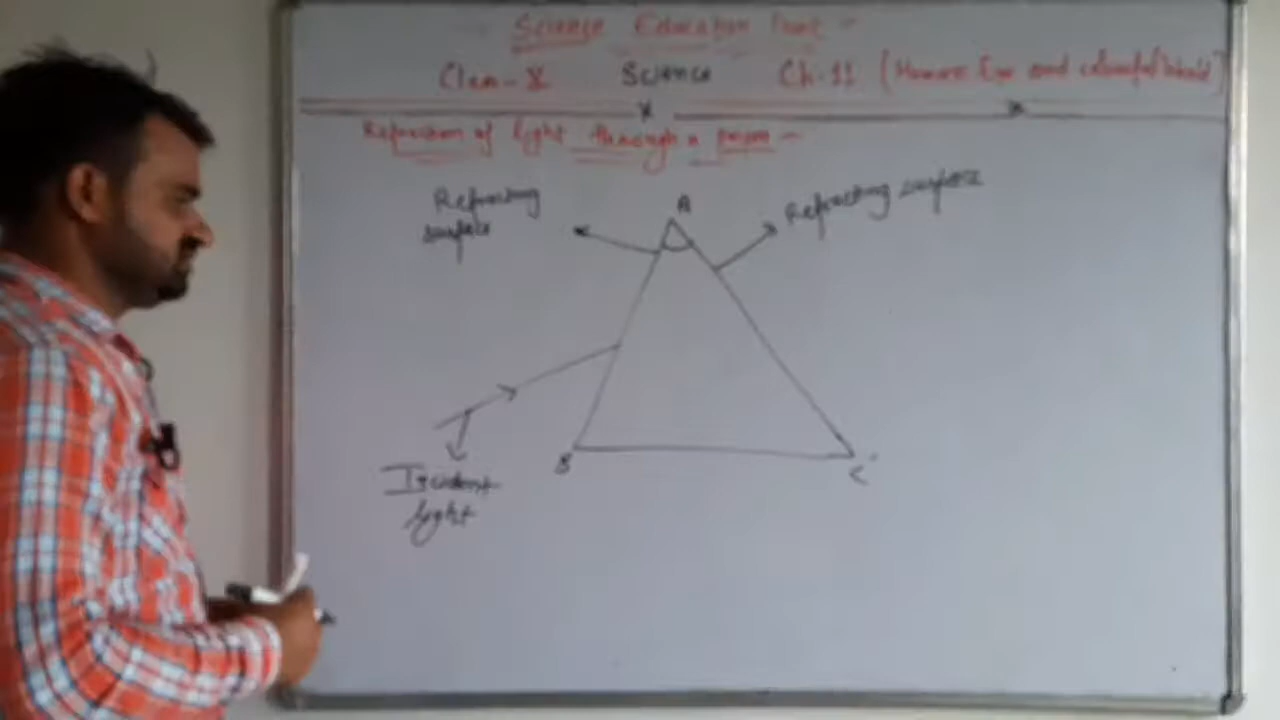 Science Education Point -
Class - X Science Ch-11 (Human Eye and colourful World)
Refraction of light through a prism -
Refracting
surface
A
Refracting surface
B
C
Incident
light